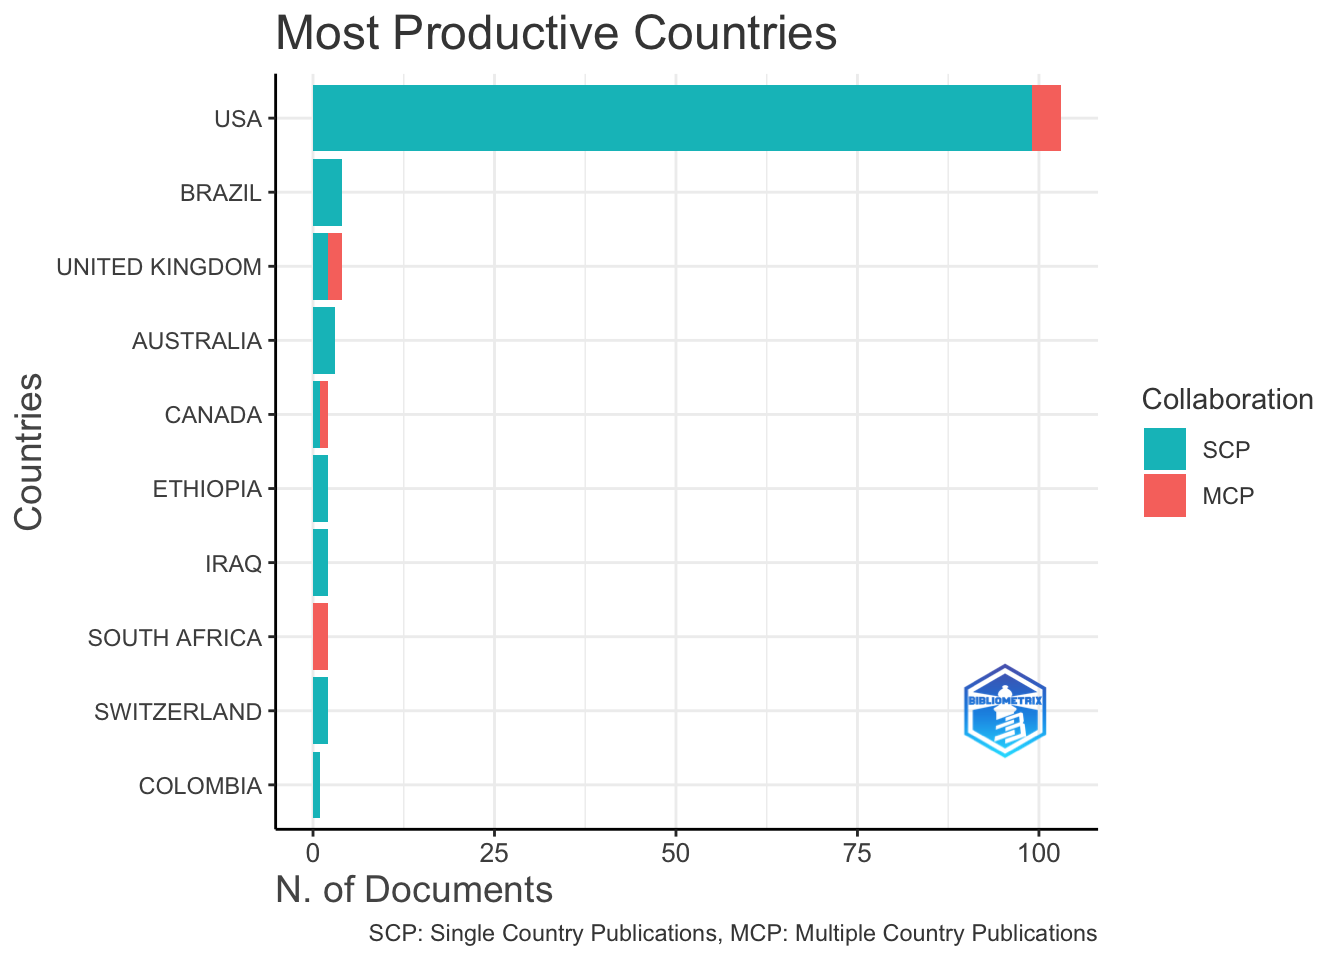 Most Productive Countries
USA
BRAZIL
UNITED KINGDOM
AUSTRALIA
CANADA
ETHIOPIA
IRAQ
SOUTH AFRICA
SWITZERLAND
COLOMBIA
Countries
0 25 50 75 100
N. of Documents
SCP: Single Country Publications, MCP: Multiple Country Publications
Collaboration
SCP
MCP
BIBLIOMETRIX